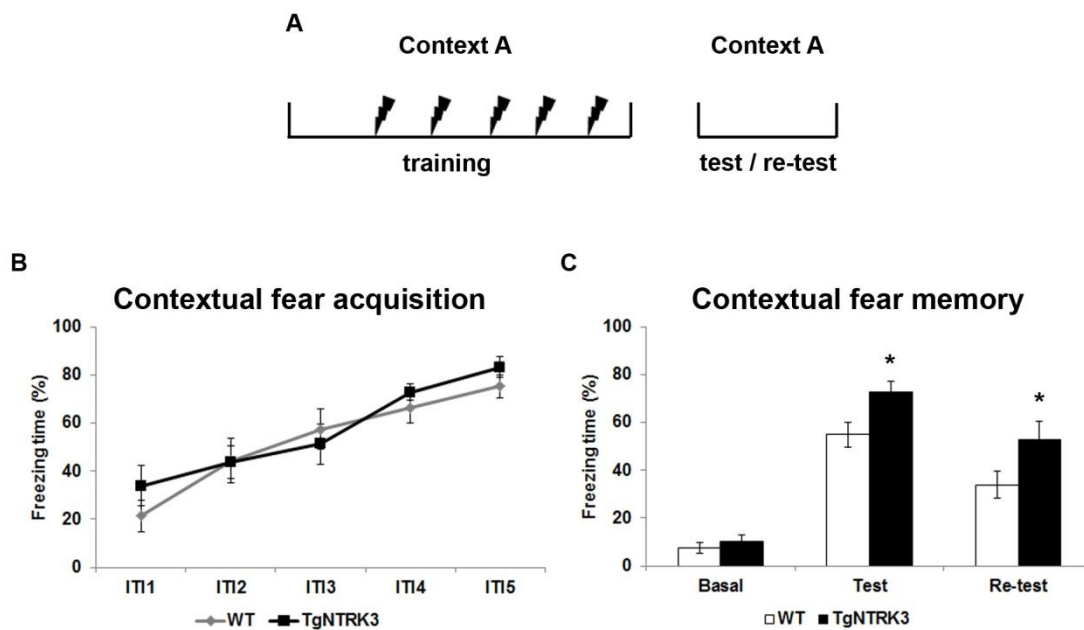 A
Context A
Context A
training
test / re-test
B
Contextual fear acquisition
Freezing time (%)
100
80
60
40
20
0
ITI1 ITI2 ITI3 ITI4 ITI5
WT TgNTRK3
C
Contextual fear memory
Freezing time (%)
100
80
60
40
20
0
*
*
Basal Test Re-test
WT TgNTRK3